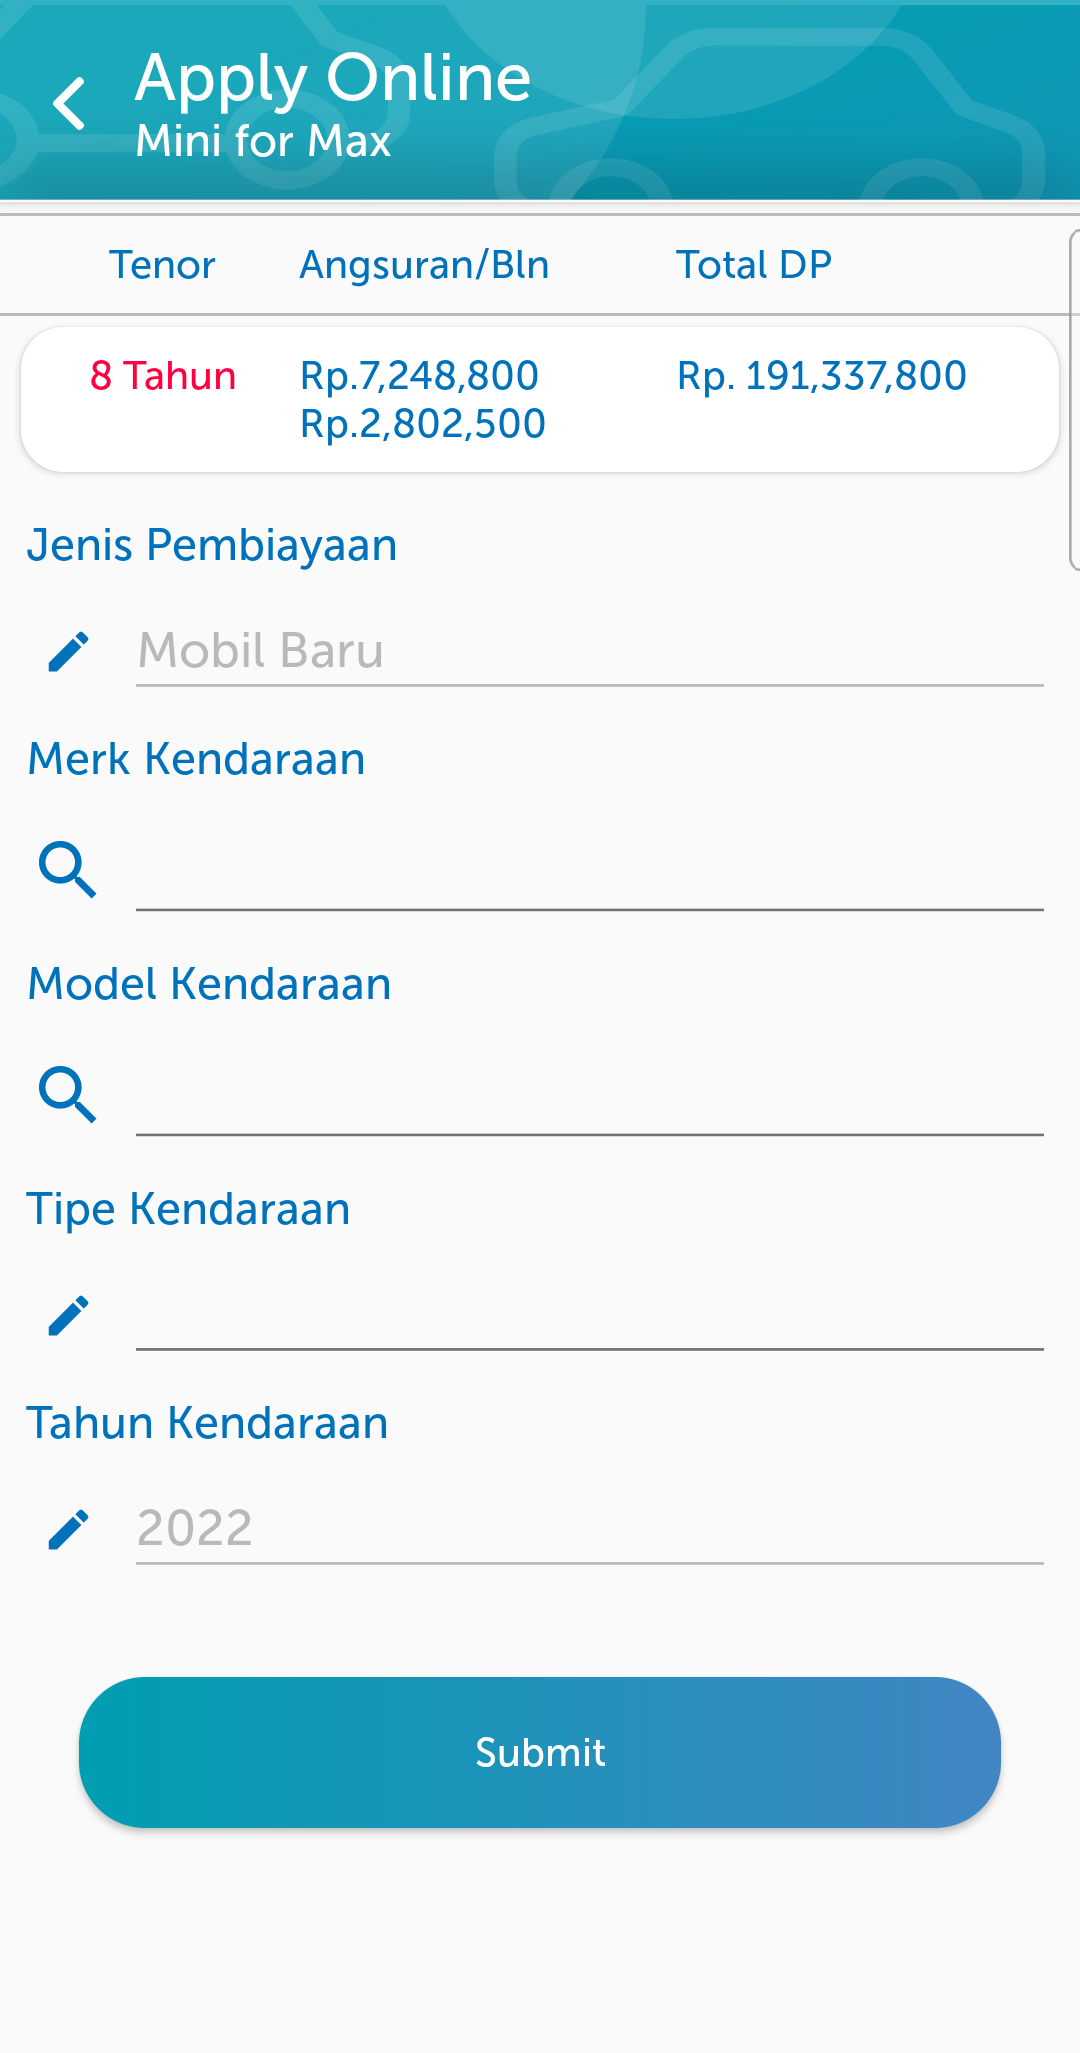 Apply Online
Mini for Max
Tenor Angsuran/Bln Total DP
8 Tahun Rp.7,248,800 Rp. 191,337,800
Rp.2,802,500
Jenis Pembiayaan
Mobil Baru
Merk Kendaraan
Model Kendaraan
Tipe Kendaraan
Tahun Kendaraan
2022
Submit